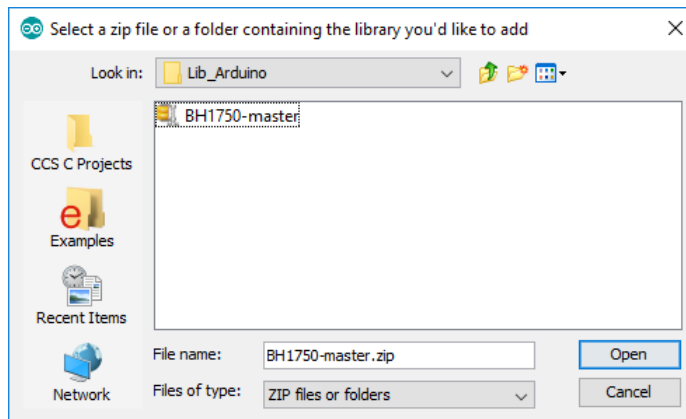 Select a zip file or a folder containing the library you'd like to add
Look in: Lib_Arduino
BH1750-master
CCS C Projects
Examples
Recent Items
Network
File name: BH1750-master.zip Open
Files of type: ZIP files or folders Cancel